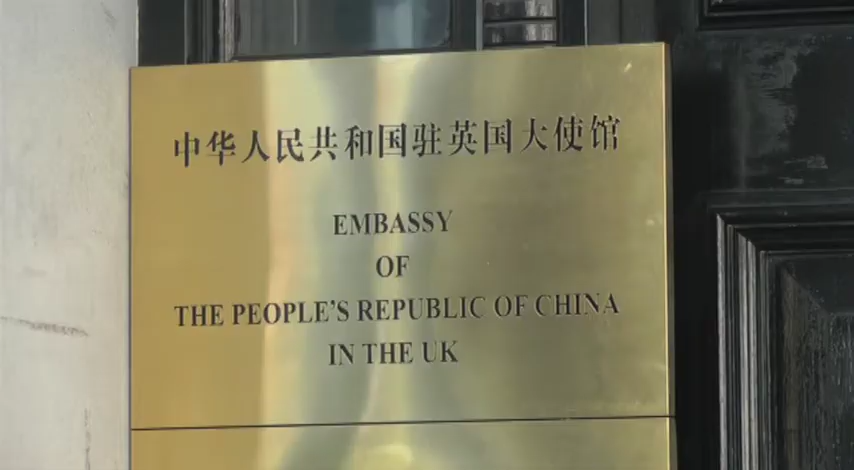 中华人民共和国驻英国大使馆
EMBASSY
OF
THE PEOPLE'S REPUBLIC OF CHINA
IN THE UK